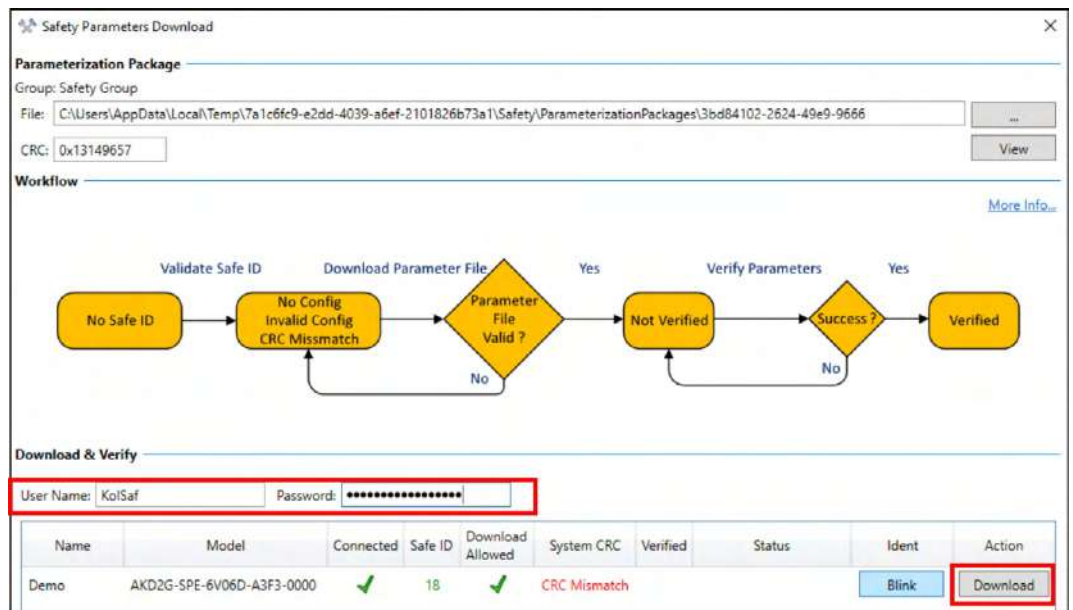 Safety Parameters Download
Parameterization Package
Group: Safety Group
File: C:\Users\AppData\Local\Temp\7a1c6fc9-e2dd-4039-a6ef-2101826b73a1\Safety\ParameterizationPackages\3bd84102-2624-49e9-9666 ...
CRC: 0x13149657 View
Workflow
More Info...
Validate Safe ID Download Parameter File Yes Verify Parameters Yes
No Safe ID
No Config
Invalid Config
CRC Missmatch
Parameter
File
Valid ?
Not Verified
Success ?
Verified
No
No
Download & Verify
User Name: KolSaf Password: •••••••••••••••••
Name Model Connected Safe ID Download Allowed System CRC Verified Status Ident Action
Demo AKD2G-SPE-6V06D-A3F3-0000 18 CRC Mismatch Blink Download